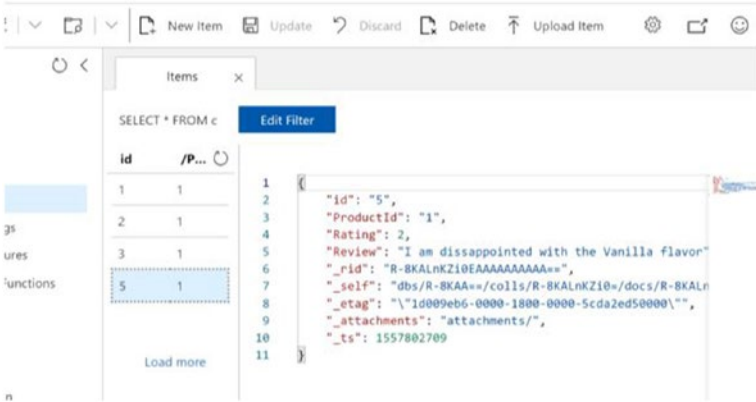 New Item Update Discard Delete Upload Item
Items
SELECT * FROM c Edit Filter
id /P...
1 1
2 1
3 1
5 1
Load more
gs
ures
Functions
n
1 {
2 "id": "5",
3 "ProductId": "1",
4 "Rating": 2,
5 "Review": "I am dissappointed with the Vanilla flavor"
6 "_rid": "R-8KALnKZi0EAAAAAAAAAA==",
7 "_self": "dbs/R-8KAA==/colls/R-8KALnKZi0=/docs/R-8KALn
8 "_etag": "\"1d009eb6-0000-1800-0000-5cda2ed50000\"",
9 "_attachments": "attachments/",
10 "_ts": 1557802709
11 }